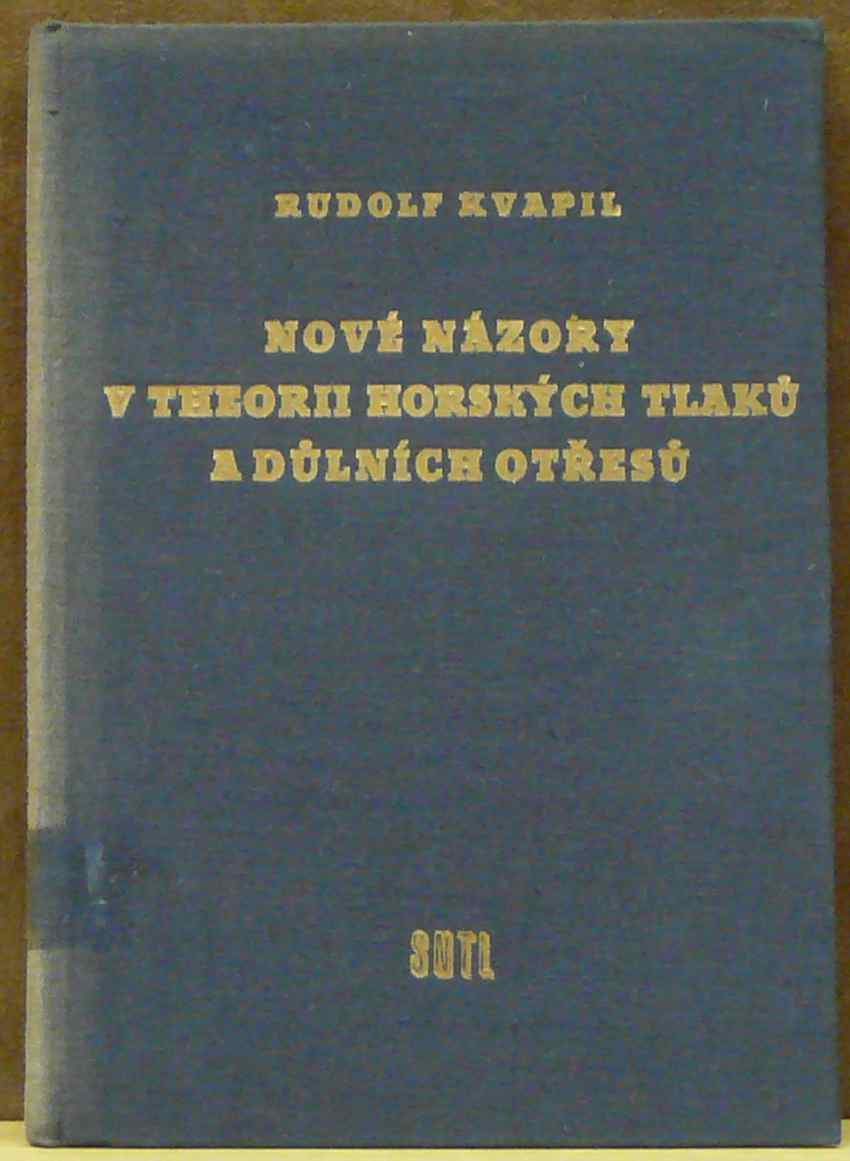 RUDOLF KVAPIL
NOVÉ NÁZORY
V THEORII HORSKÝCH TLAKŮ
A DŮLNÍCH OTŘESŮ
SNTL